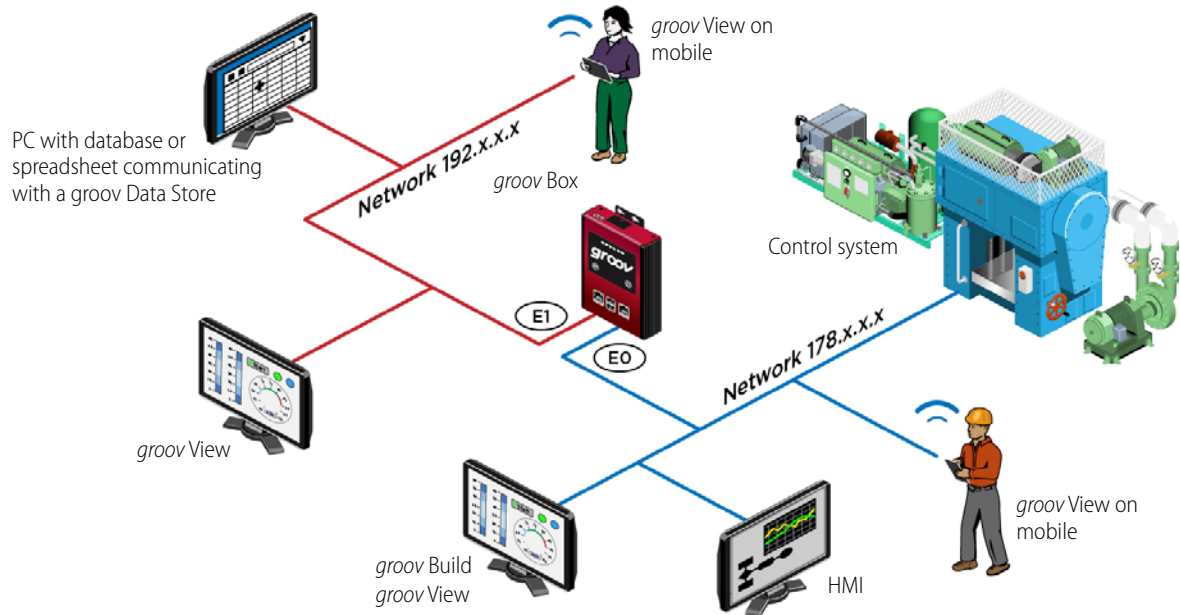 groov View on
mobile
PC with database or
spreadsheet communicating
with a groov Data Store
Network 192.x.x.x
groov Box
groov
Control system
E1
E0
Network 178.x.x.x
groov View
groov Build
groov View
HMI
groov View on
mobile